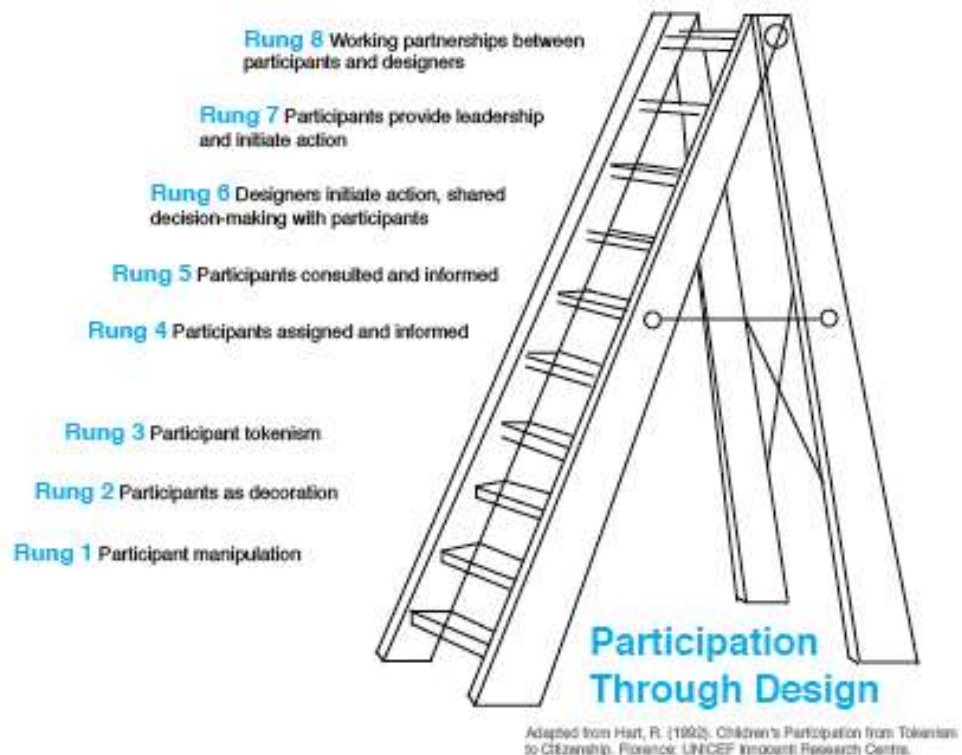 Rung 8 Working partnerships between
participants and designers
Rung 7 Participants provide leadership
and initiate action
Rung 6 Designers initiate action, shared
decision-making with participants
Rung 5 Participants consulted and informed
Rung 4 Participants assigned and informed
Rung 3 Participant tokenism
Rung 2 Participants as decoration
Rung 1 Participant manipulation
Participation
Through Design
Adapted from Hart, R. (1992). Children's Participation from Tokenism
to Citizenship. Florence: UNICEF Innocenti Research Centre.